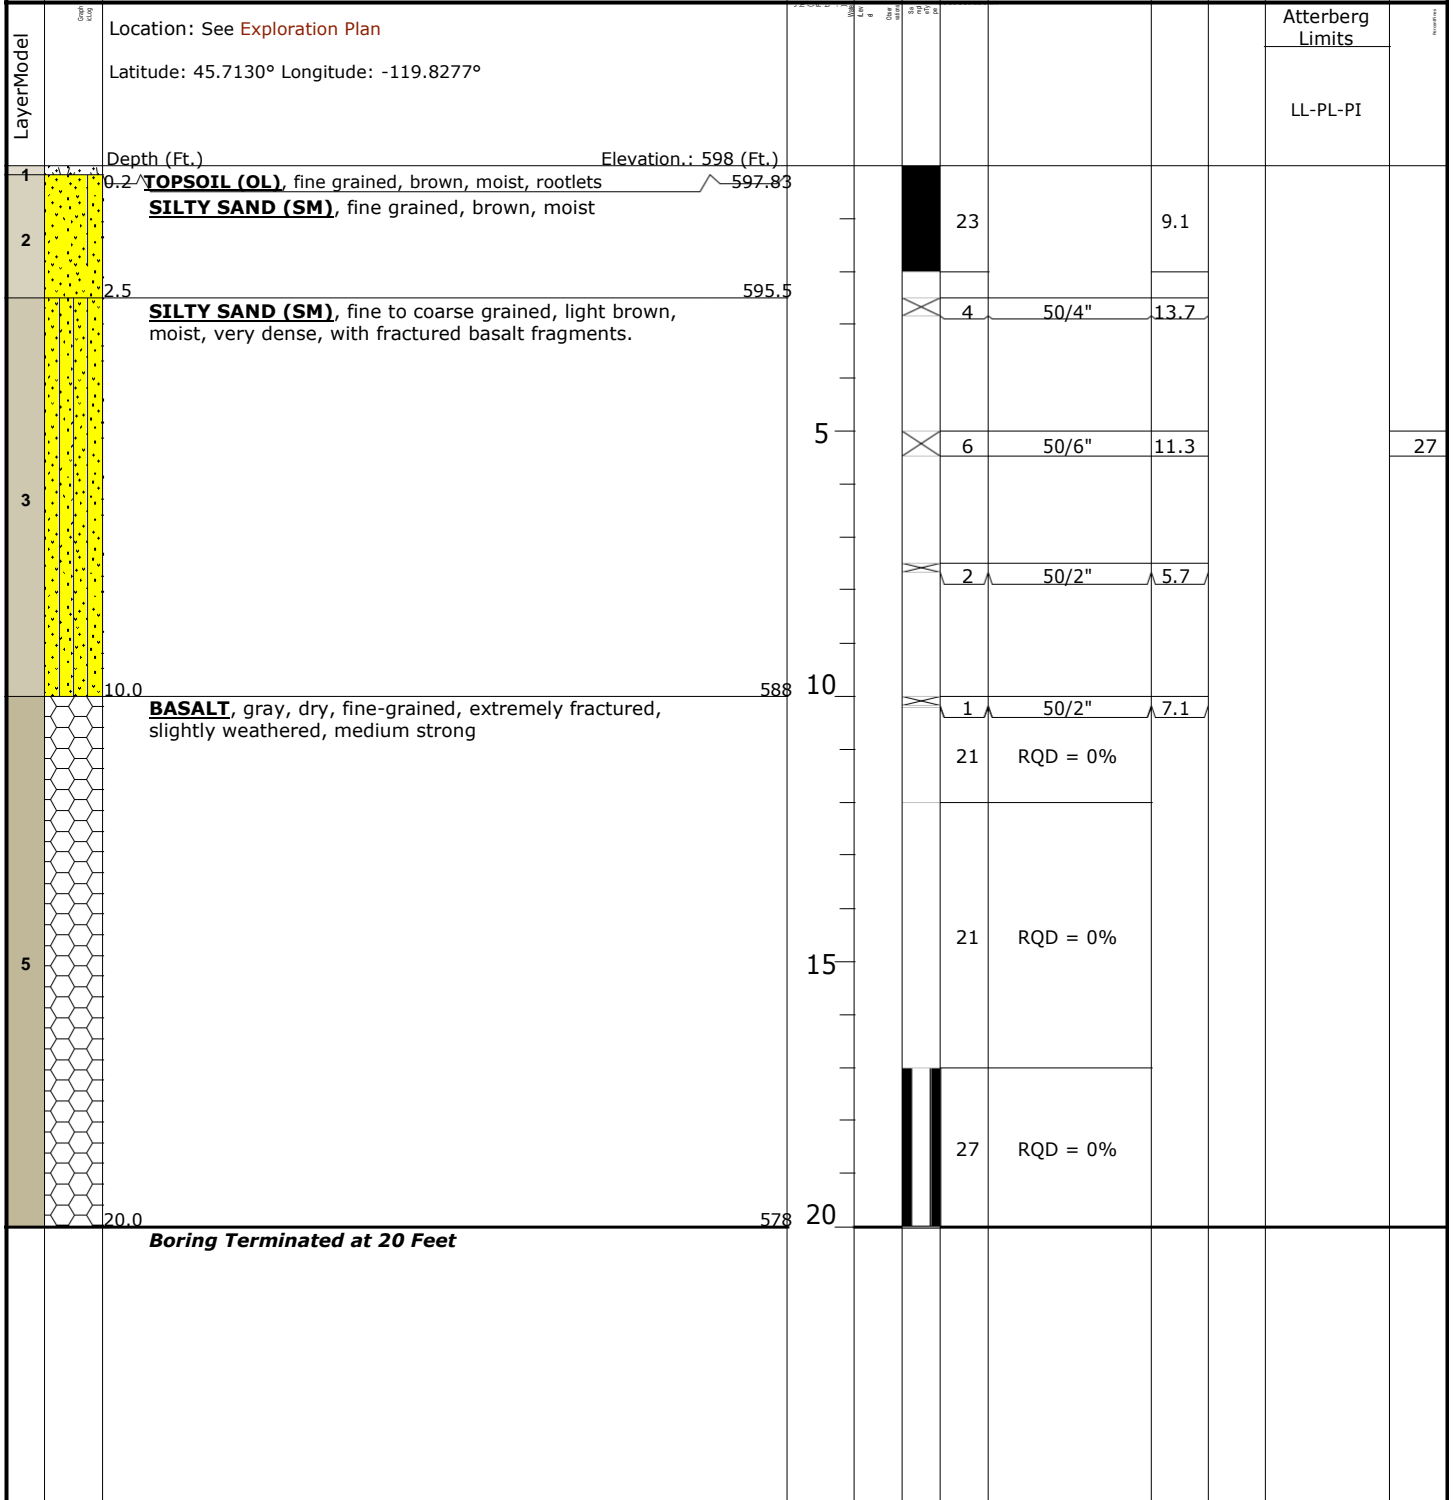 Location: See Exploration Plan
Latitude: 45.7130° Longitude: -119.8277°
LayerModel
Atterberg
Limits
LL-PL-PI
Depth (Ft.) Elevation.: 598 (Ft.)
1 0.2 TOPSOIL (OL), fine grained, brown, moist, rootlets 597.83
SILTY SAND (SM), fine grained, brown, moist
23 9.1
2
2.5 595.5
SILTY SAND (SM), fine to coarse grained, light brown,
moist, very dense, with fractured basalt fragments.
4 50/4" 13.7
5
6 50/6" 11.3 27
3
2 50/2" 5.7
10.0 588 10
BASALT, gray, dry, fine-grained, extremely fractured,
slightly weathered, medium strong
1 50/2" 7.1
21 RQD = 0%
21 RQD = 0%
5 15
27 RQD = 0%
20.0 578 20
Boring Terminated at 20 Feet